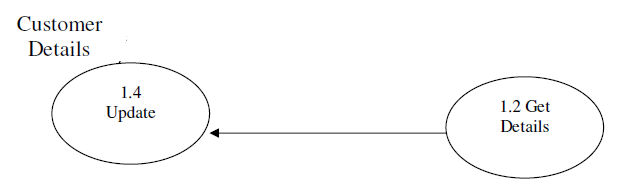 Customer
Details
1.4
Update
1.2 Get
Details